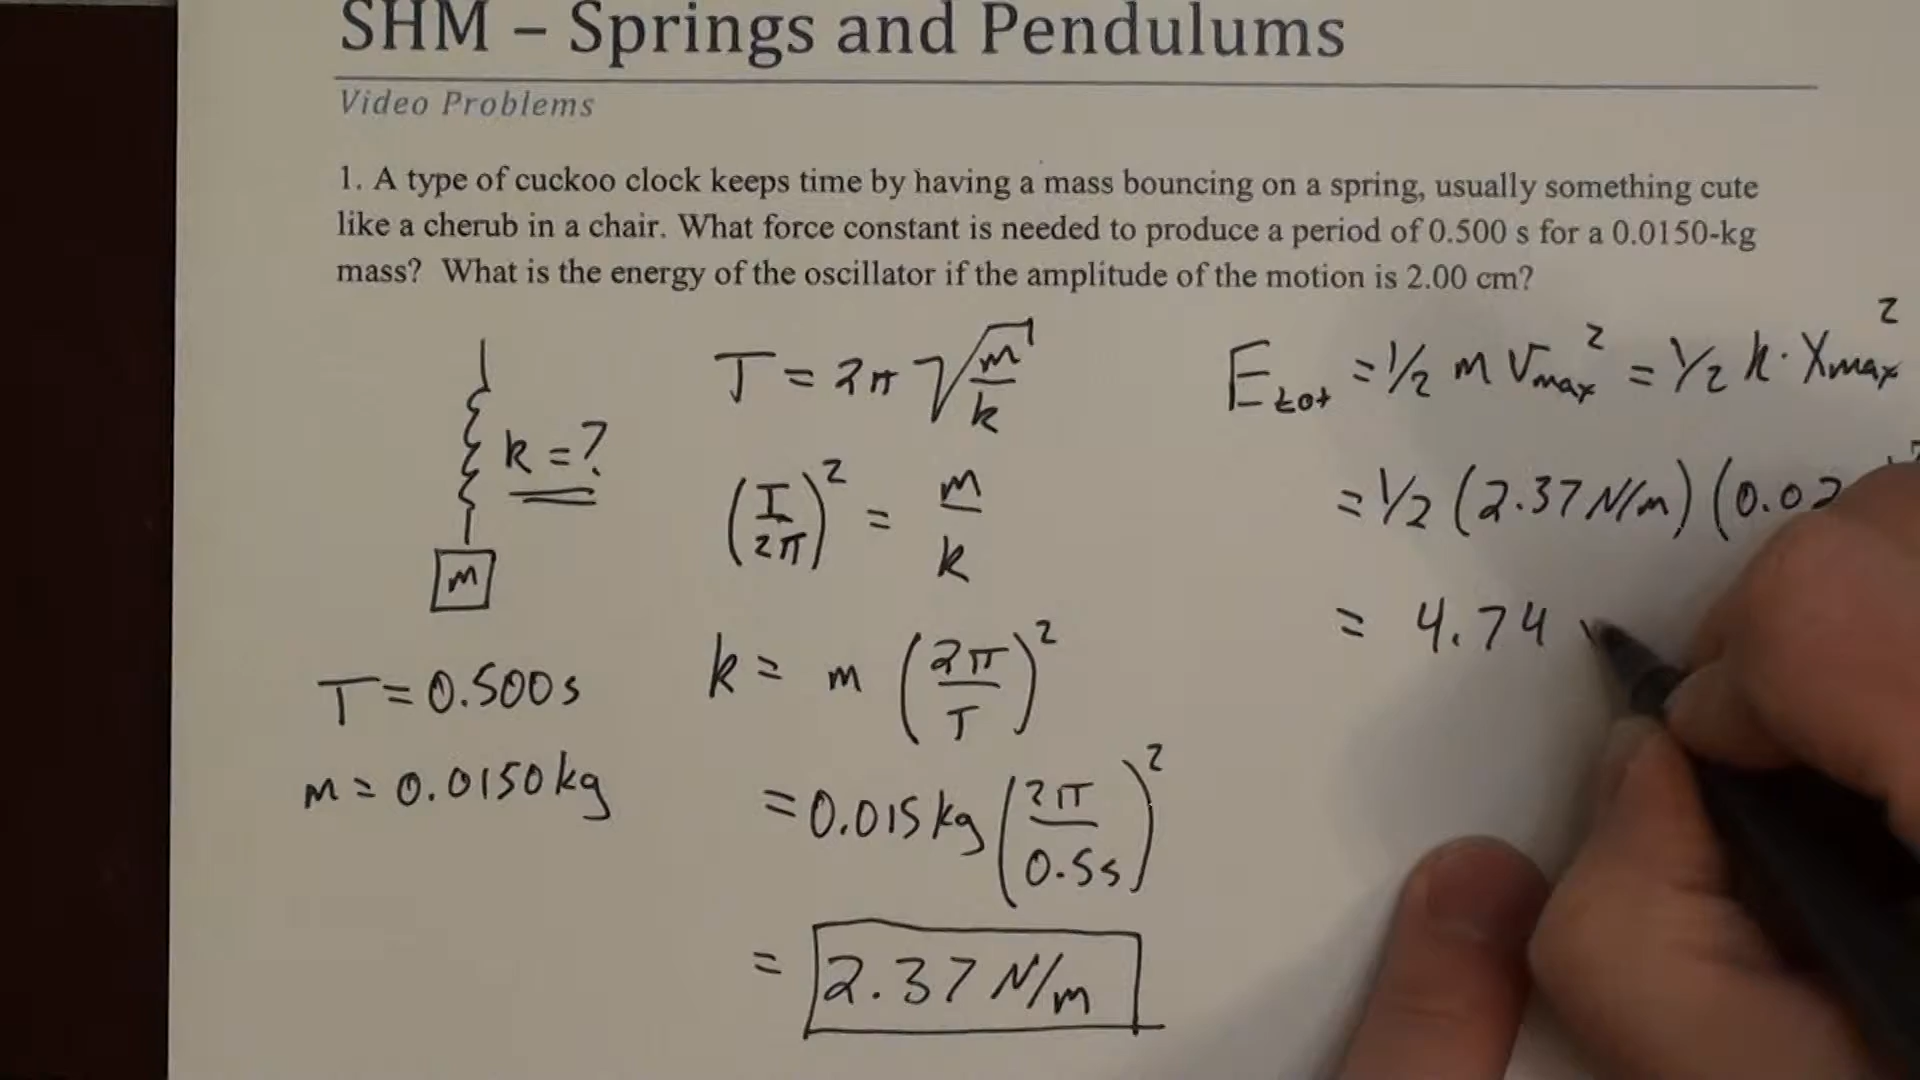 SHM – Springs and Pendulums
Video Problems
1. A type of cuckoo clock keeps time by having a mass bouncing on a spring, usually something cute
like a cherub in a chair. What force constant is needed to produce a period of 0.500 s for a 0.0150-kg
mass? What is the energy of the oscillator if the amplitude of the motion is 2.00 cm?
k = ?
m
T = 0.500 s
m = 0.0150 kg
T = 2π √(m/k)
(T/2π)² = m/k
k = m (2π/T)²
= 0.015 kg (2π/0.5s)²
= 2.37 N/m
E tot = 1/2 m Vmax² = 1/2 k · Xmax²
= 1/2 (2.37 N/m) (0.02
= 4.74